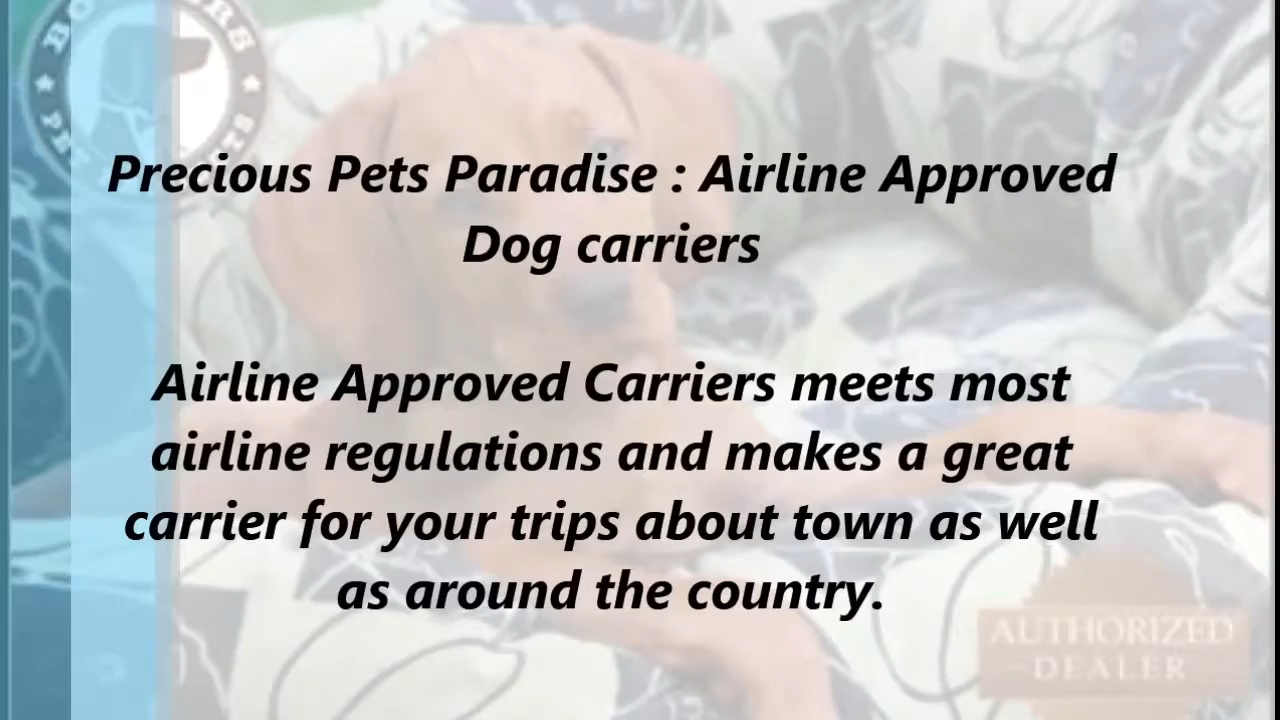 Precious Pets Paradise : Airline Approved
Dog carriers
Airline Approved Carriers meets most
airline regulations and makes a great
carrier for your trips about town as well
as around the country.
AUTHORIZED
DEALER